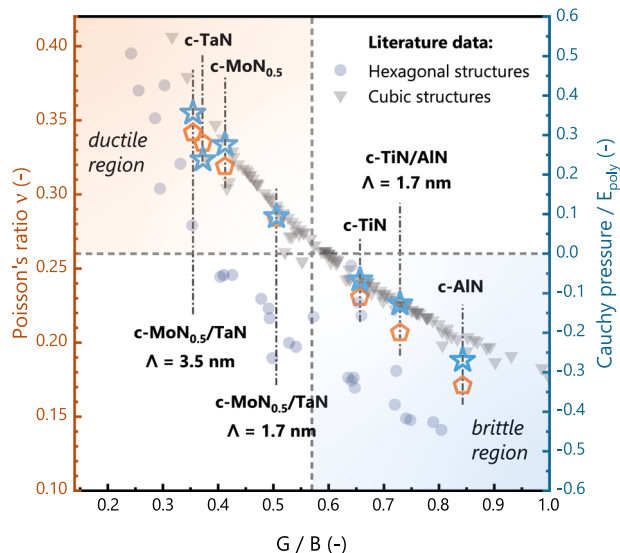 Literature data:
Hexagonal structures
Cubic structures
c-TaN
c-MoN0.5
ductile
region
c-TiN/AlN
Λ = 1.7 nm
c-TiN
c-AlN
c-MoN0.5/TaN
Λ = 3.5 nm
c-MoN0.5/TaN
Λ = 1.7 nm
brittle
region
Poisson's ratio ν (-)
0.40
0.35
0.30
0.25
0.20
0.15
0.10
Cauchy pressure / Epoly (-)
0.6
0.5
0.4
0.3
0.2
0.1
0.0
-0.1
-0.2
-0.3
-0.4
-0.5
-0.6
0.2 0.3 0.4 0.5 0.6 0.7 0.8 0.9 1.0
G / B (-)